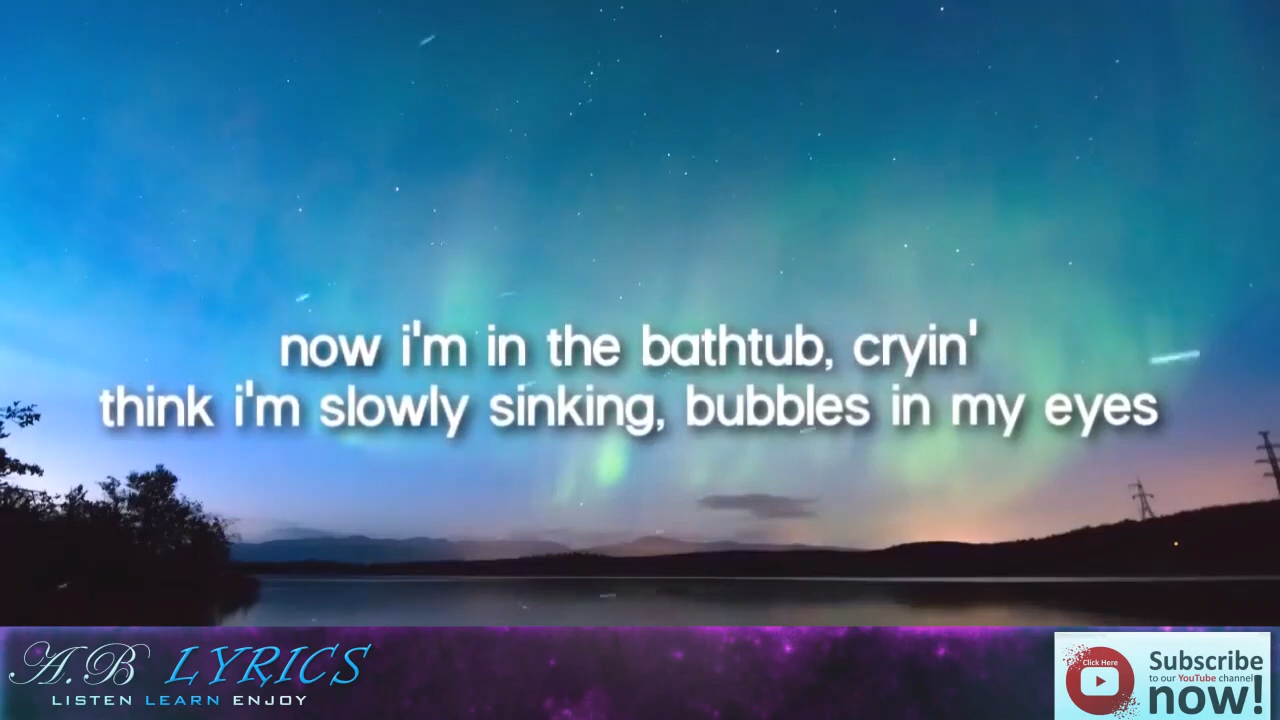 now i'm in the bathtub, cryin'
think i'm slowly sinking, bubbles in my eyes
A.B LYRICS
LISTEN LEARN ENJOY
Click Here
Subscribe
to our YouTube channel
now!